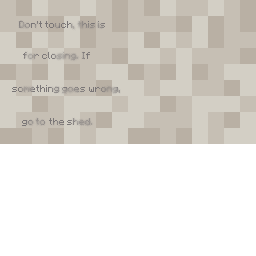 Don't touch, this is
for closing. If
something goes wrong,
go to the shed.